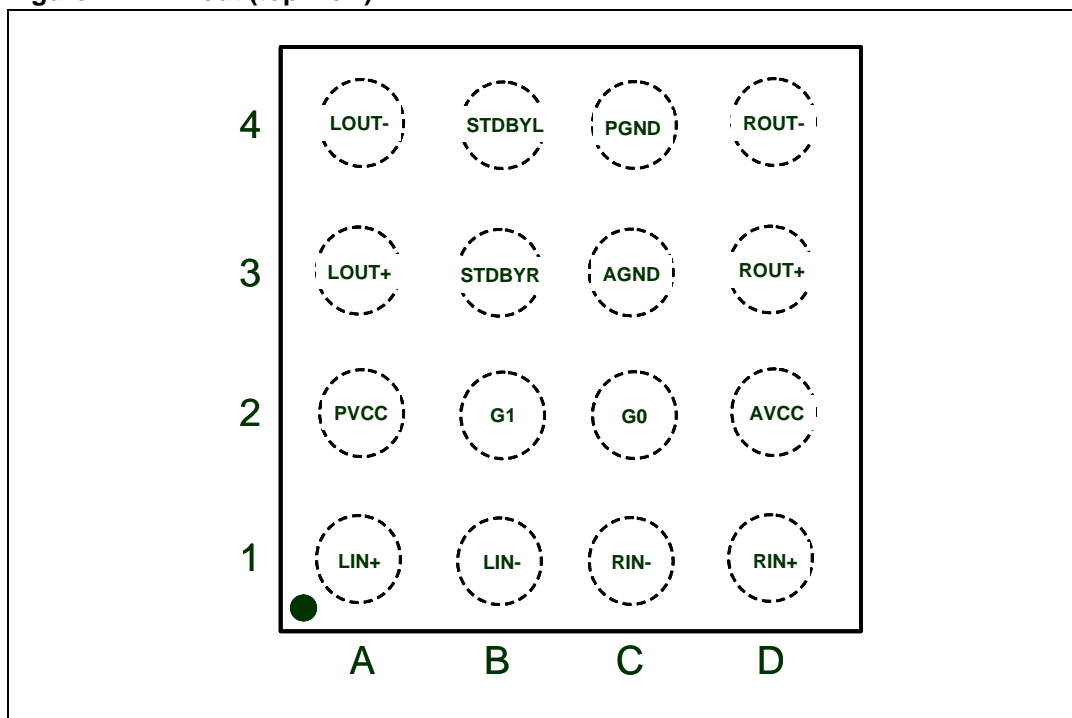 4 LOUT- STDBYL PGND ROUT-
3 LOUT+ STDBYR AGND ROUT+
2 PVCC G1 G0 AVCC
1 LIN+ LIN- RIN- RIN+
A B C D